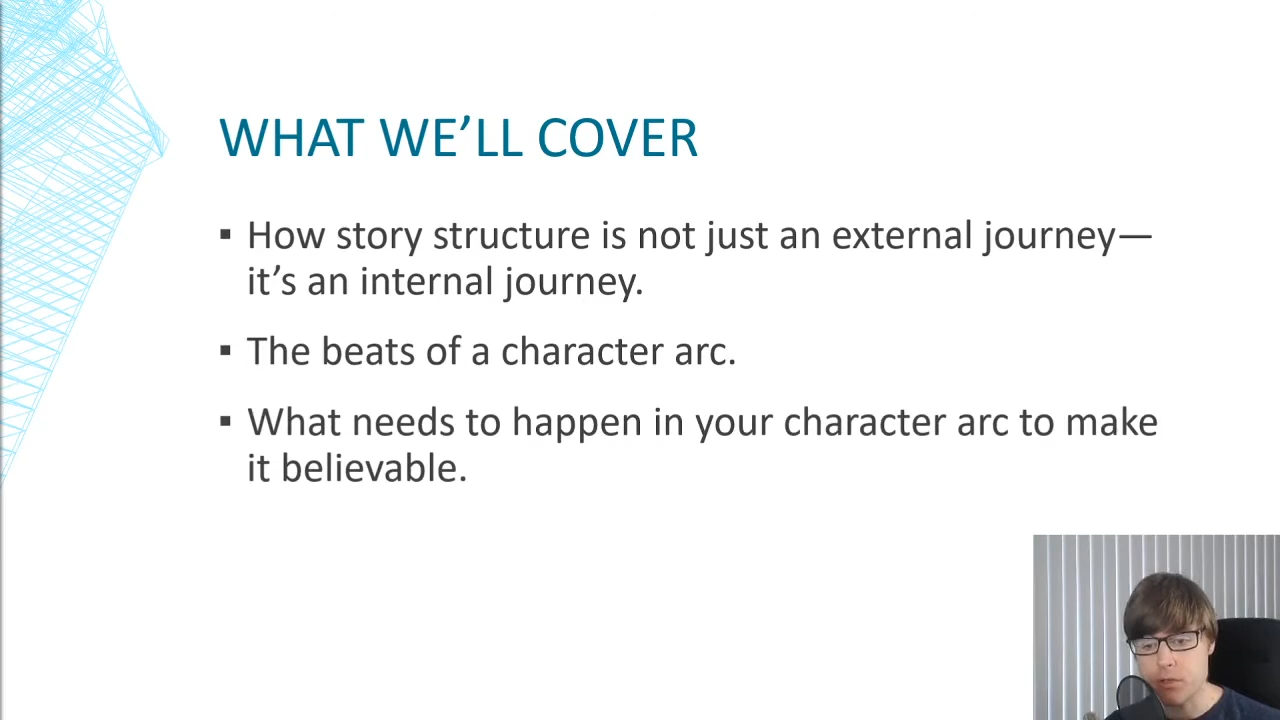 WHAT WE’LL COVER
▪ How story structure is not just an external journey—
it’s an internal journey.
▪ The beats of a character arc.
▪ What needs to happen in your character arc to make
it believable.